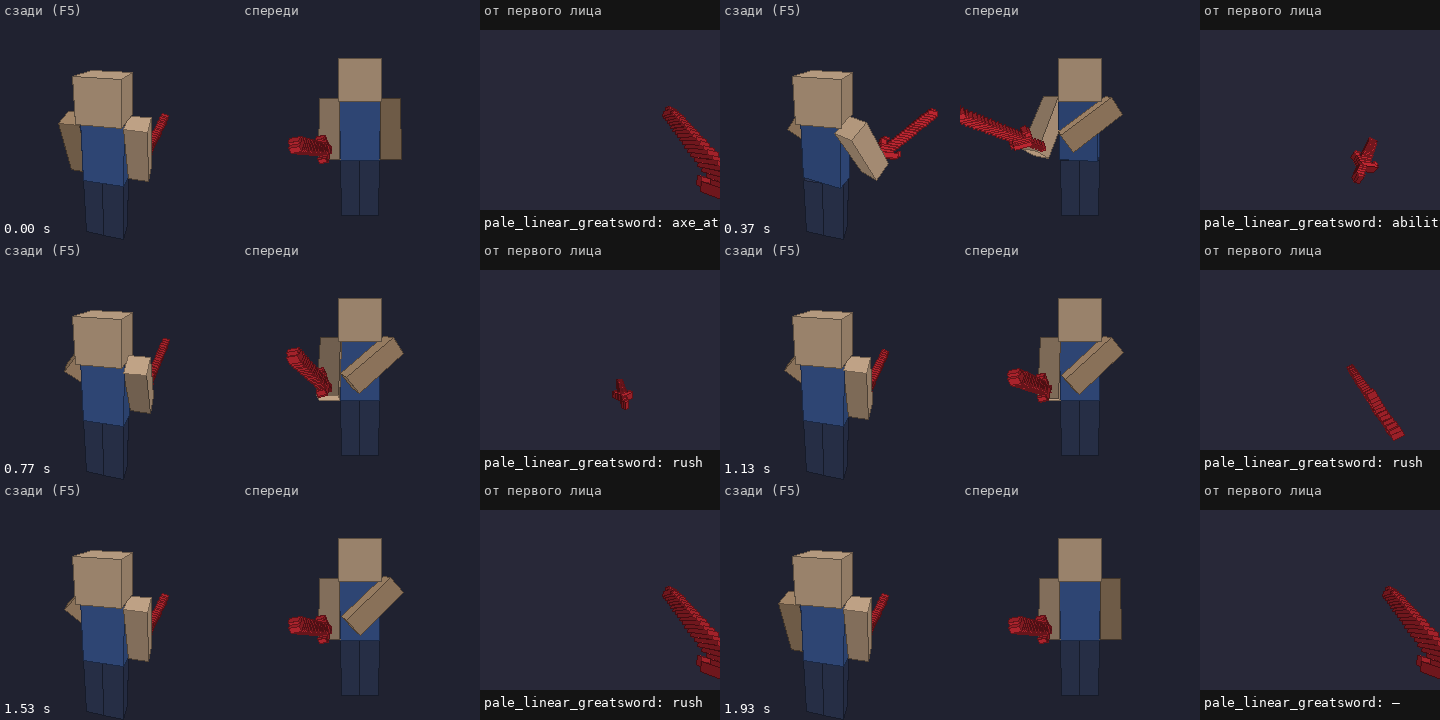 сзади (F5) спереди от первого лица сзади (F5) спереди от первого лица
0.00 s pale_linear_greatsword: axe_at 0.37 s pale_linear_greatsword: abilit
сзади (F5) спереди от первого лица сзади (F5) спереди от первого лица
0.77 s pale_linear_greatsword: rush 1.13 s pale_linear_greatsword: rush
сзади (F5) спереди от первого лица сзади (F5) спереди от первого лица
1.53 s pale_linear_greatsword: rush 1.93 s pale_linear_greatsword: —